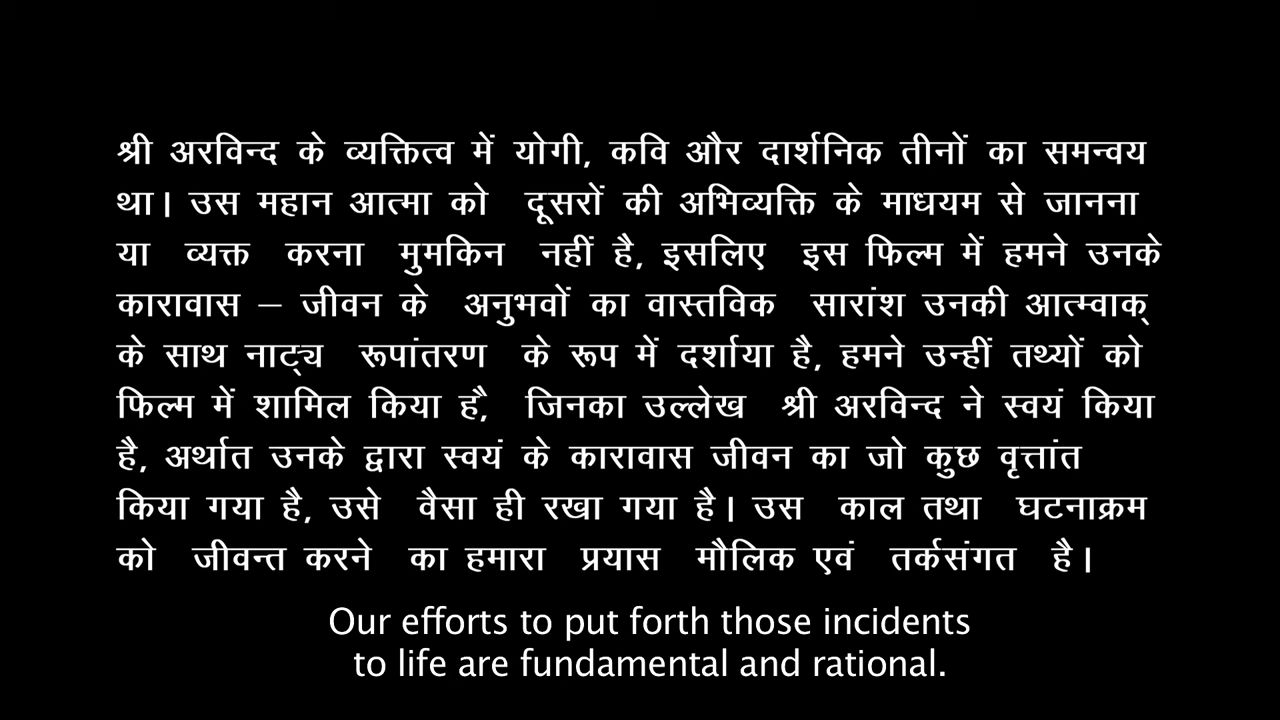 श्री अरविन्द के व्यक्तित्व में योगी, कवि और दार्शनिक तीनों का समन्वय
था। उस महान आत्मा को दूसरों की अभिव्यक्ति के माधयम से जानना
या व्यक्त करना मुमकिन नहीं है, इसलिए इस फिल्म में हमने उनके
कारावास – जीवन के अनुभवों का वास्तविक सारांश उनकी आत्म्वाक्
के साथ नाट्य रूपांतरण के रूप में दर्शाया है, हमने उन्हीं तथ्यों को
फिल्म में शामिल किया है, जिनका उल्लेख श्री अरविन्द ने स्वयं किया
है, अर्थात उनके द्वारा स्वयं के कारावास जीवन का जो कुछ वृत्तांत
किया गया है, उसे वैसा ही रखा गया है। उस काल तथा घटनाक्रम
को जीवन्त करने का हमारा प्रयास मौलिक एवं तर्कसंगत है।
Our efforts to put forth those incidents
to life are fundamental and rational.